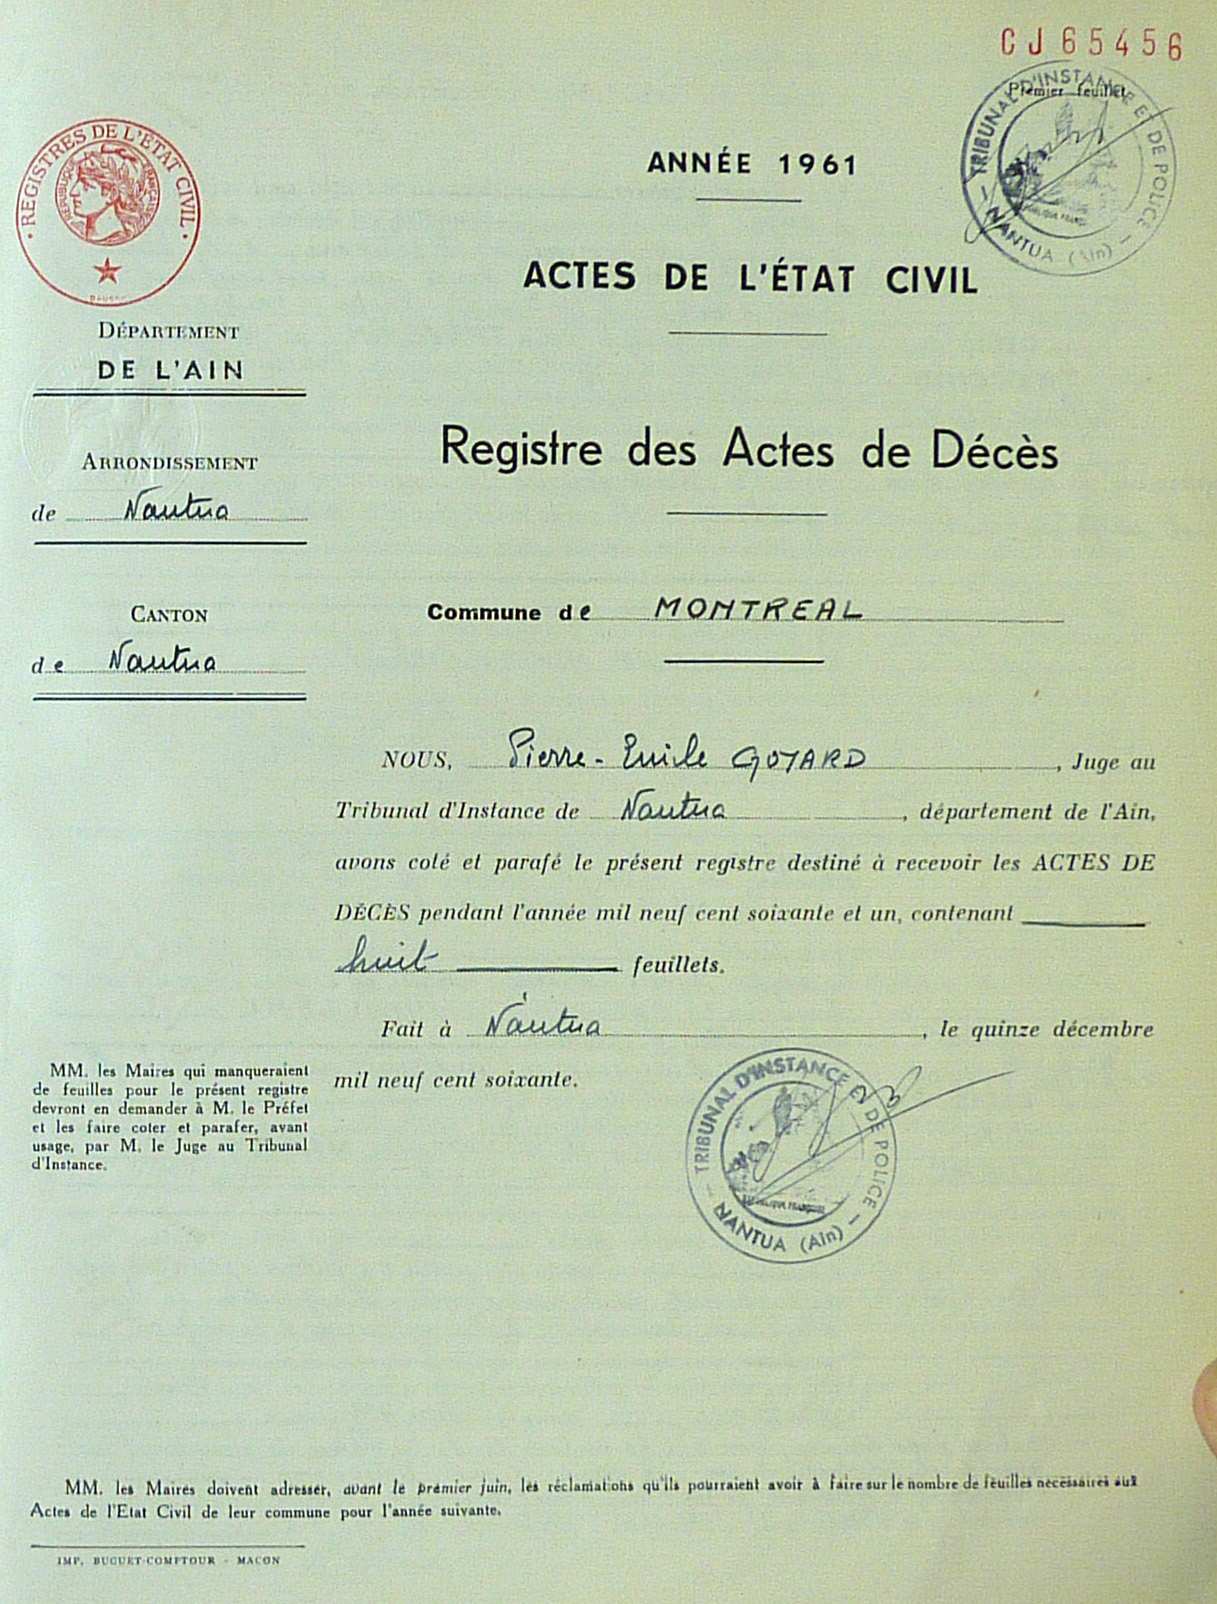 CJ65456
Premier feuillet
TRIBUNAL D'INSTANCE ET DE POLICE
NANTUA (Ain)
REGISTRES DE L'ÉTAT CIVIL
RÉPUBLIQUE FRANÇAISE
ANNÉE 1961
ACTES DE L'ÉTAT CIVIL
DÉPARTEMENT
DE L'AIN
Registre des Actes de Décès
ARRONDISSEMENT
de Nantua
CANTON
de Nantua
Commune de MONTREAL
NOUS, Pierre-Emile GOYARD, Juge au
Tribunal d'Instance de Nantua, département de l'Ain,
avons coté et parafé le présent registre destiné à recevoir les ACTES DE
DÉCÈS pendant l'année mil neuf cent soixante et un, contenant
huit feuillets.
Fait à Nantua, le quinze décembre
mil neuf cent soixante.
MM. les Maires qui manqueraient
de feuilles pour le présent registre
devront en demander à M. le Préfet
et les faire coter et parafer, avant
usage, par M. le Juge au Tribunal
d'Instance.
TRIBUNAL D'INSTANCE ET DE POLICE
RÉPUBLIQUE FRANÇAISE
NANTUA (Ain)
MM. les Maires doivent adresser, avant le premier juin, les réclamations qu'ils pourraient avoir à faire sur le nombre de feuilles nécessaires aux
Actes de l'Etat Civil de leur commune pour l'année suivante.
IMP. BUGUET-COMPTOUR - MACON